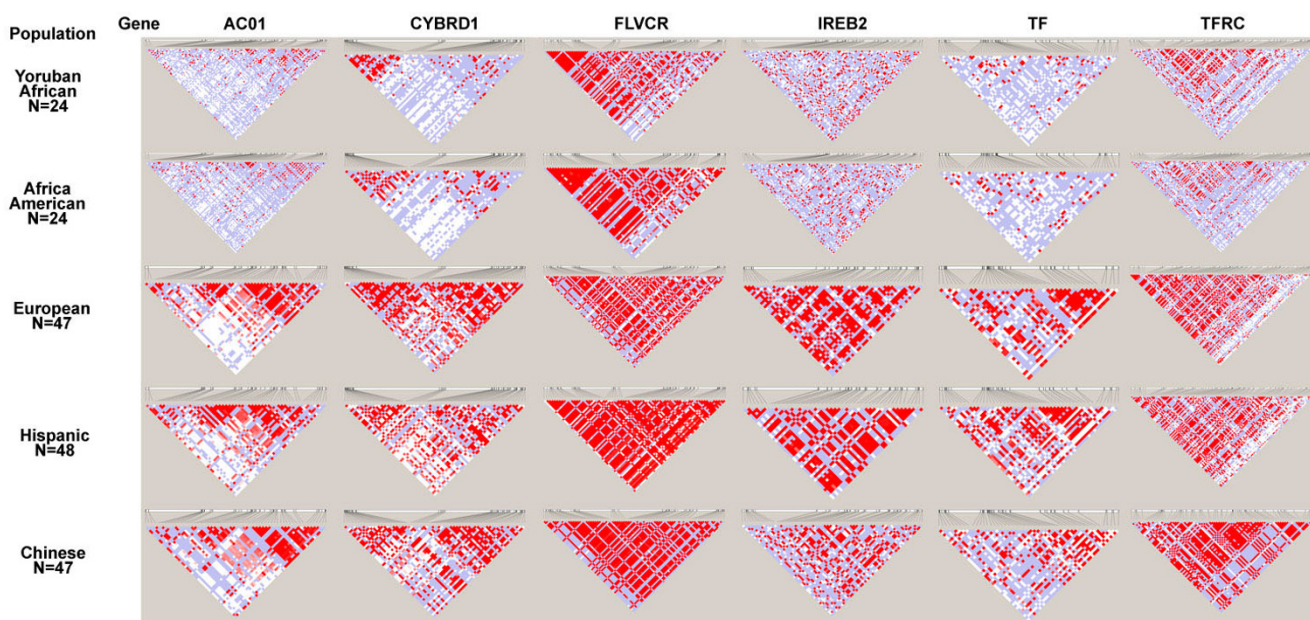 Population Gene AC01 CYBRD1 FLVCR IREB2 TF TFRC
Yoruban
African
N=24
Africa
American
N=24
European
N=47
Hispanic
N=48
Chinese
N=47